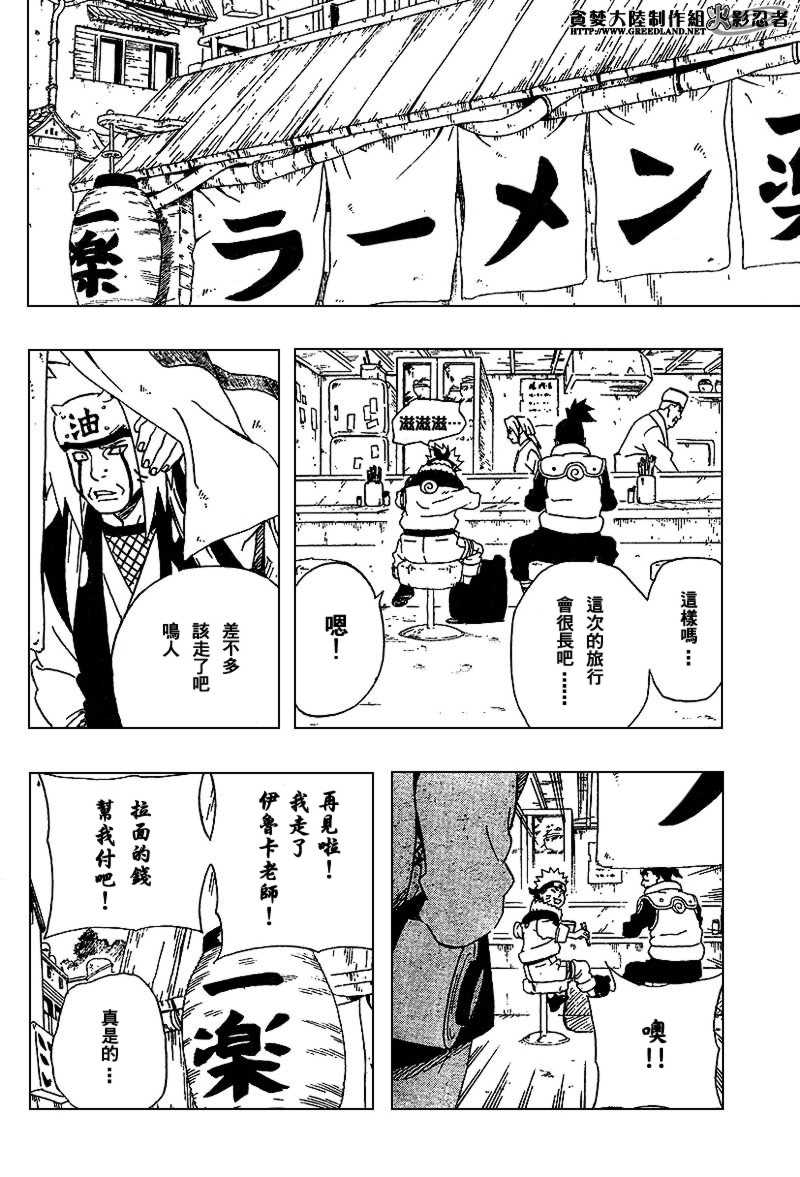 貪婪大陸制作組 火影忍者
HTTP://WWW.GREEDLAND.NET
一楽
ラーメン
楽
這樣嗎…
這次的旅行
會很長吧……
滋滋滋…
嗯！
油
差不多
該走了吧
鳴人
噢!!
再見啦！
我走了
伊魯卡老師！
拉面的錢
幫我付吧！
一楽
真是的…